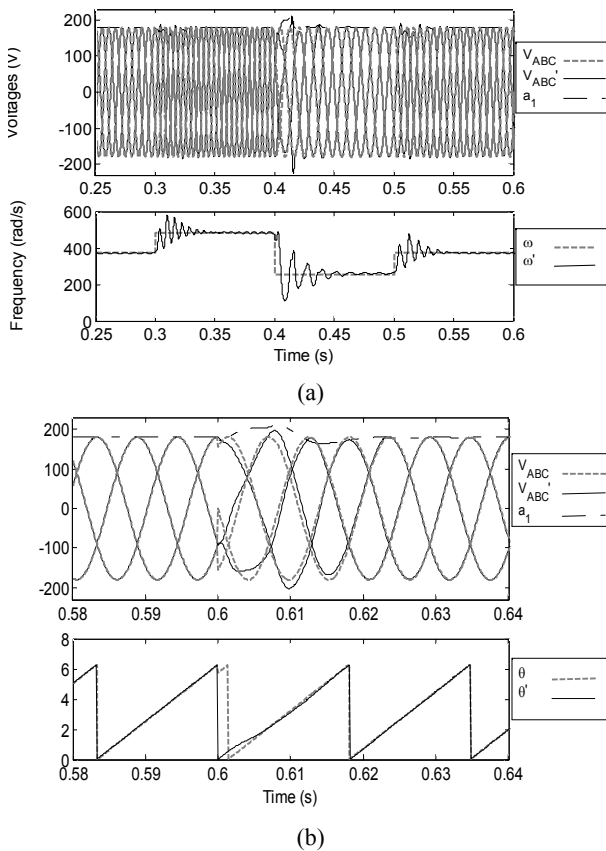 200
100
0
-100
-200
0.25 0.3 0.35 0.4 0.45 0.5 0.55 0.6
Voltages (V)
V_ABC
V_ABC'
a_1
600
400
200
0
0.25 0.3 0.35 0.4 0.45 0.5 0.55 0.6
Frequency (rad/s)
Time (s)
ω
ω'
(a)
200
100
0
-100
-200
0.58 0.59 0.6 0.61 0.62 0.63 0.64
V_ABC
V_ABC'
a_1
8
6
4
2
0
0.58 0.59 0.6 0.61 0.62 0.63 0.64
Time (s)
θ
θ'
(b)